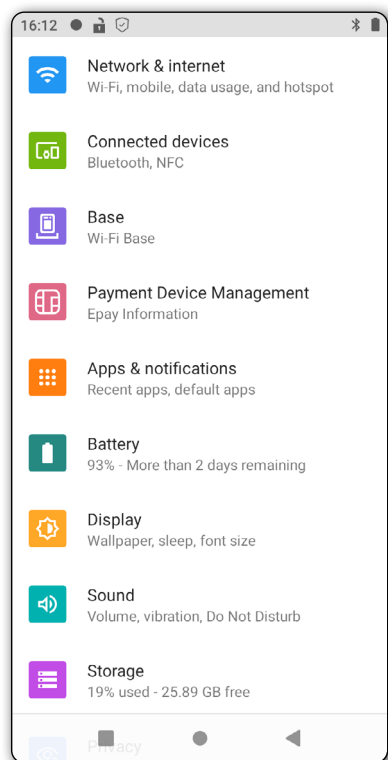 16:12
Network & internet
Wi-Fi, mobile, data usage, and hotspot
Connected devices
Bluetooth, NFC
Base
Wi-Fi Base
Payment Device Management
Epay Information
Apps & notifications
Recent apps, default apps
Battery
93% - More than 2 days remaining
Display
Wallpaper, sleep, font size
Sound
Volume, vibration, Do Not Disturb
Storage
19% used - 25.89 GB free
Privacy